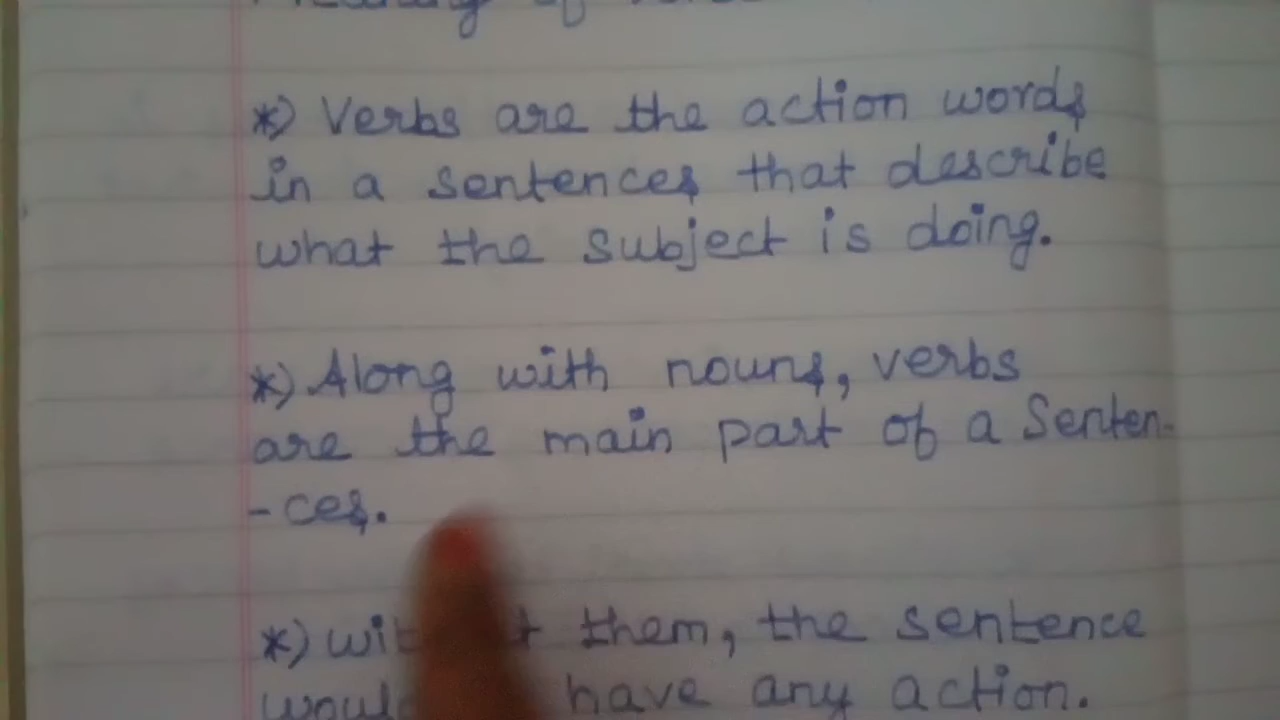 of
*) Verbs are the action words
in a sentences that describe
what the subject is doing.
*) Along with nouns, verbs
are the main part of a Senten-
-ces.
*) them, the sentence
have any action.